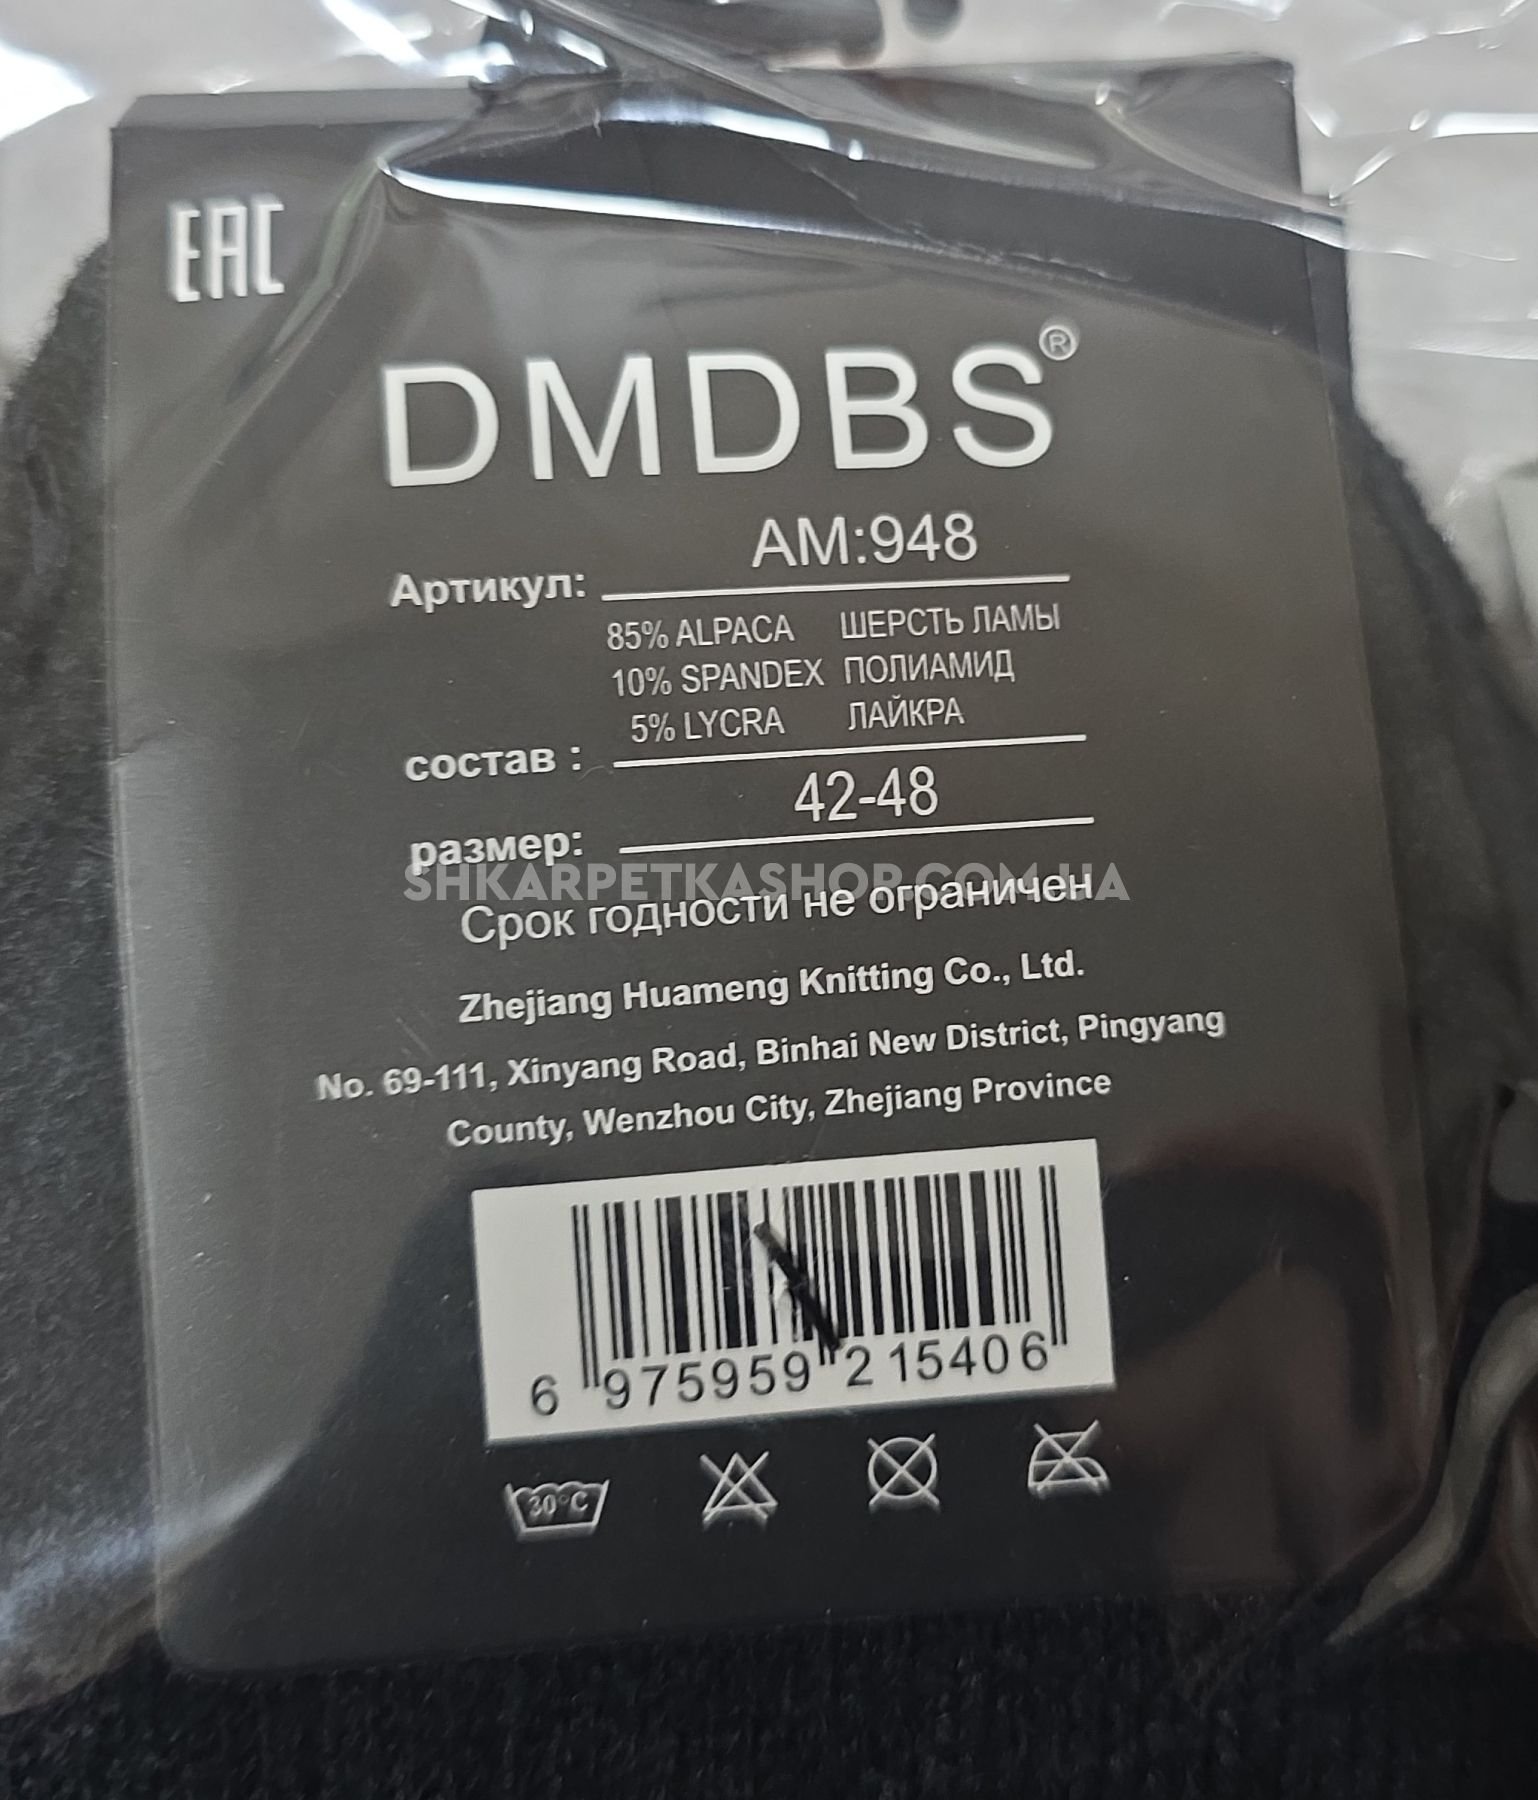 EAC
DMDBS®
Артикул: AM:948
85% ALPACA ШЕРСТЬ ЛАМЫ
10% SPANDEX ПОЛИАМИД
5% LYCRA ЛАЙКРА
состав :
размер: 42-48
SHKARPETKASHOP.COM.UA
Срок годности не ограничен
Zhejiang Huameng Knitting Co., Ltd.
No. 69-111, Xinyang Road, Binhai New District, Pingyang
County, Wenzhou City, Zhejiang Province
6 975959 215406
30°C